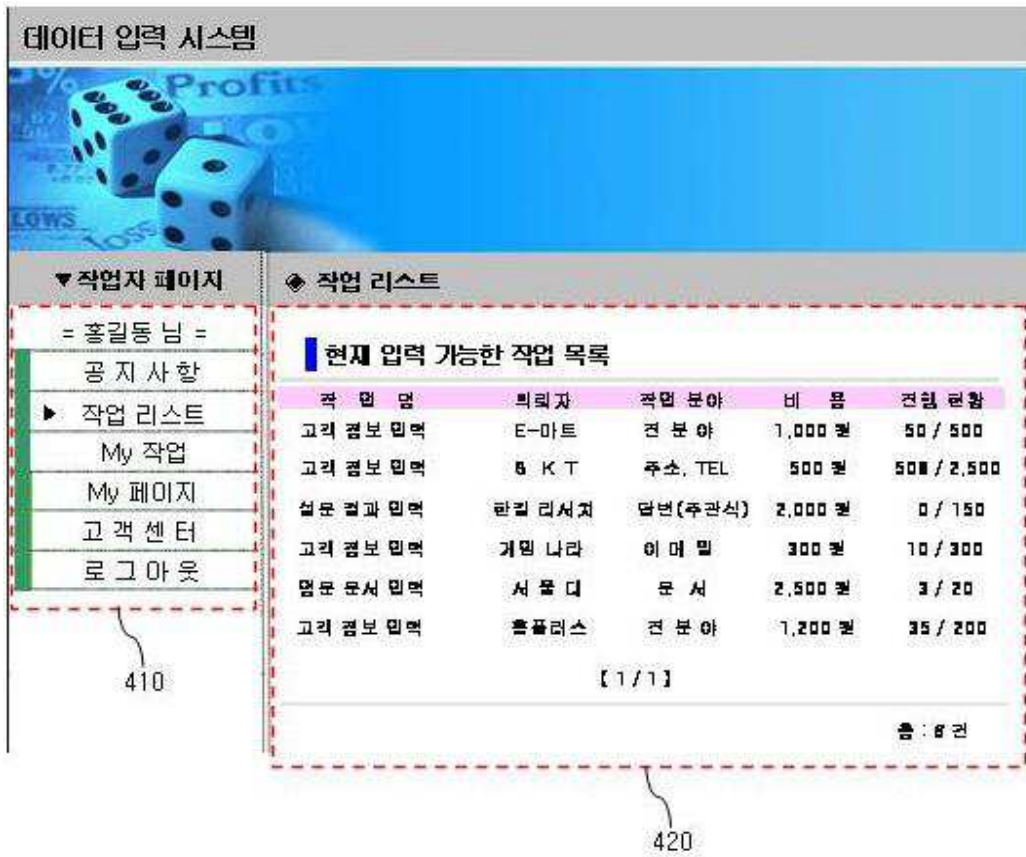 데이터 입력 시스템
Profits
LOWS
loss
▼작업자 페이지
◈ 작업 리스트
= 홍길동 님 =
공 지 사 항
▶ 작업 리스트
My 작업
My 페이지
고 객 센 터
로 그 아 웃
현재 입력 가능한 작업 목록
작 업 명 의뢰자 작업 분야 비 용 진행 현황
고객 정보 입력 E-마트 전 분 야 1,000 원 50 / 500
고객 정보 입력 K T 주소, TEL 500 원 / 2,500
설문 결과 입력 한길 리서치 답변(주관식) 2,000 원 0 / 150
고객 정보 입력 게임 나라 이 메 일 300 원 10 / 300
영문 문서 입력 서 울 대 문 서 2,500 원 3 / 20
고객 정보 입력 홈플러스 전 분 야 1,200 원 35 / 200
【 1 / 1 】
총 : 6 건
410
420